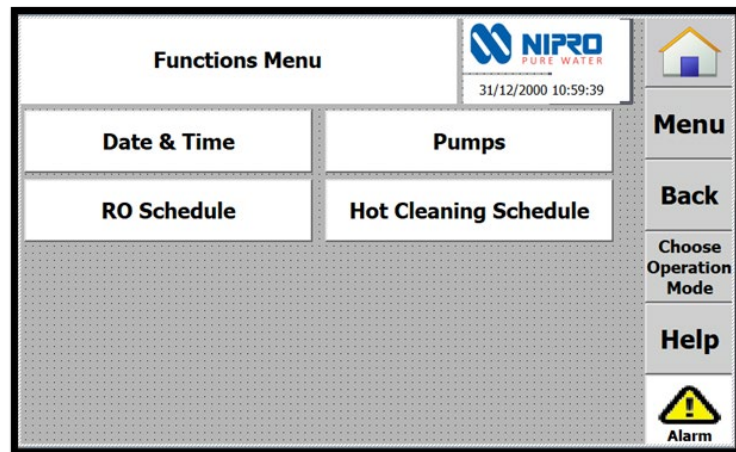 Functions Menu
NIPRO
PURE WATER
31/12/2000 10:59:39
Date & Time
Pumps
RO Schedule
Hot Cleaning Schedule
Menu
Back
Choose
Operation
Mode
Help
Alarm